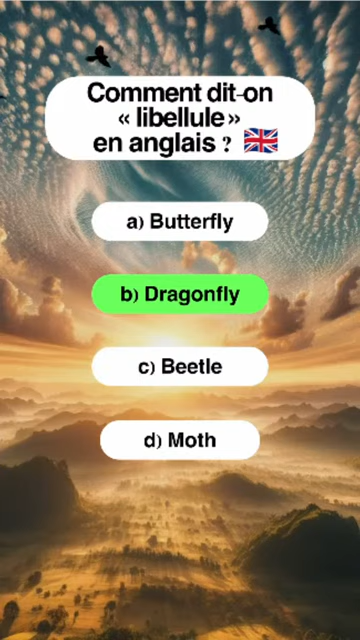 Comment dit-on
« libellule »
en anglais ? 🇬🇧
a) Butterfly
b) Dragonfly
c) Beetle
d) Moth